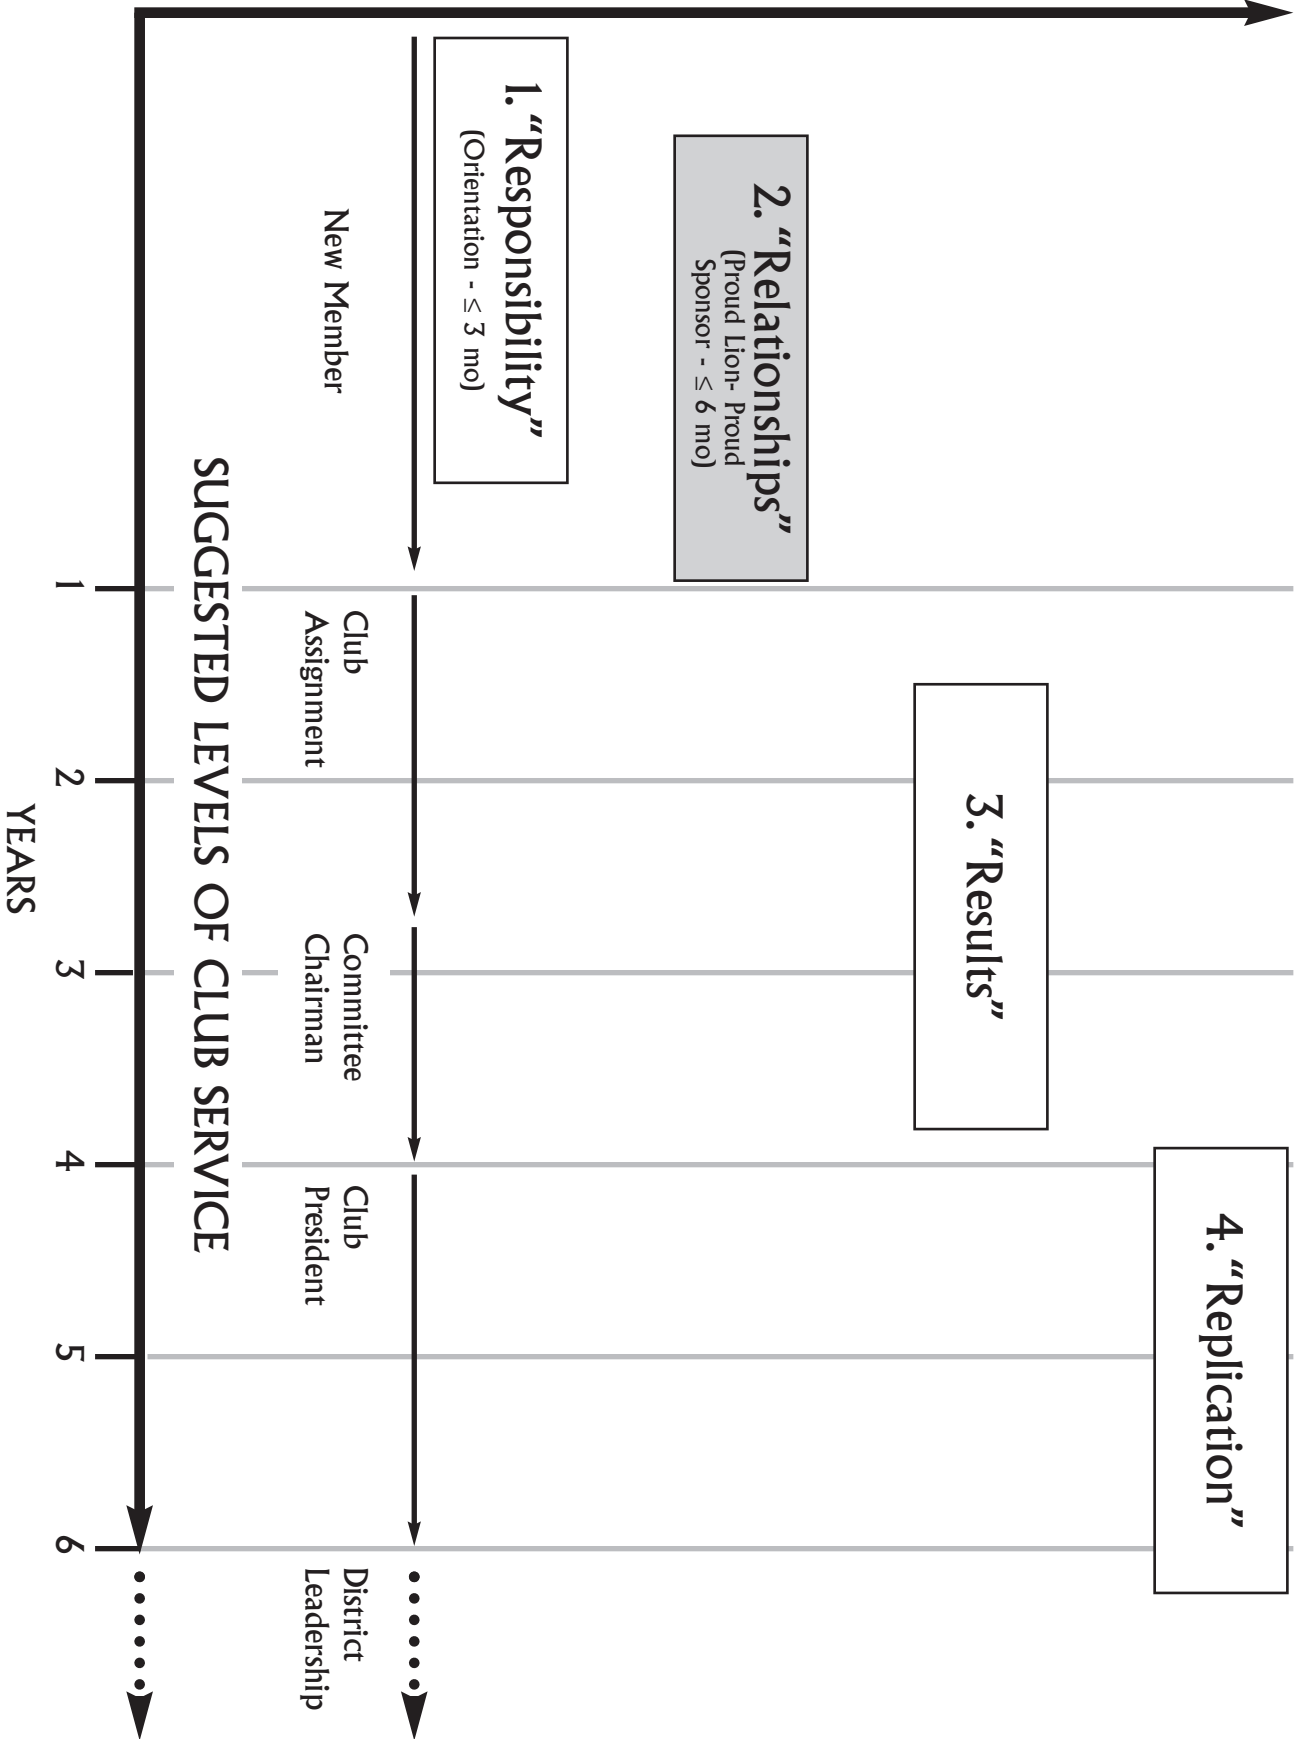 4. “Replication”
3. “Results”
2. “Relationships”
(Proud Lion- Proud
Sponsor - ≤ 6 mo)
1. “Responsibility”
(Orientation - ≤ 3 mo)
New Member
Club
Assignment
Committee
Chairman
Club
President
District
Leadership
SUGGESTED LEVELS OF CLUB SERVICE
1 2 3 4 5 6
YEARS